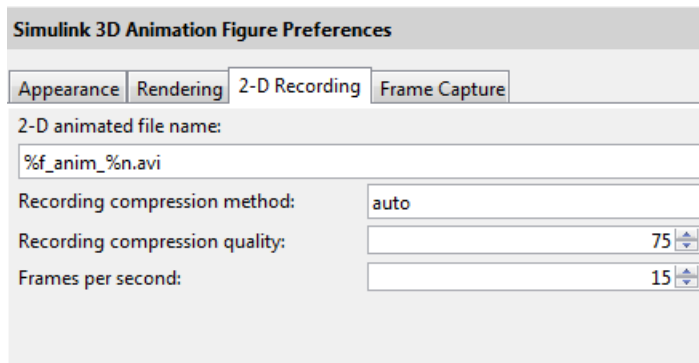 Simulink 3D Animation Figure Preferences
Appearance Rendering 2-D Recording Frame Capture
2-D animated file name:
%f_anim_%n.avi
Recording compression method: auto
Recording compression quality: 75
Frames per second: 15